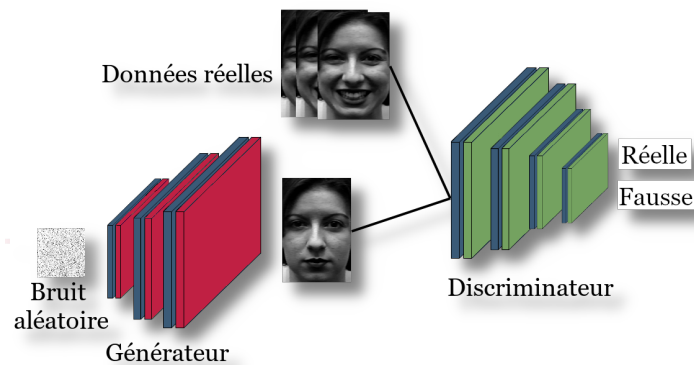 Données réelles
Réelle
Fausse
Bruit
aléatoire
Discriminateur
Générateur